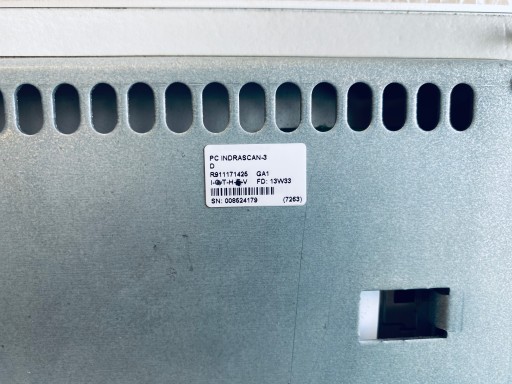 PC INDRASCAN-3
D
R911171425 GA1
FD: 13W33
SN: 008524179 (7263)